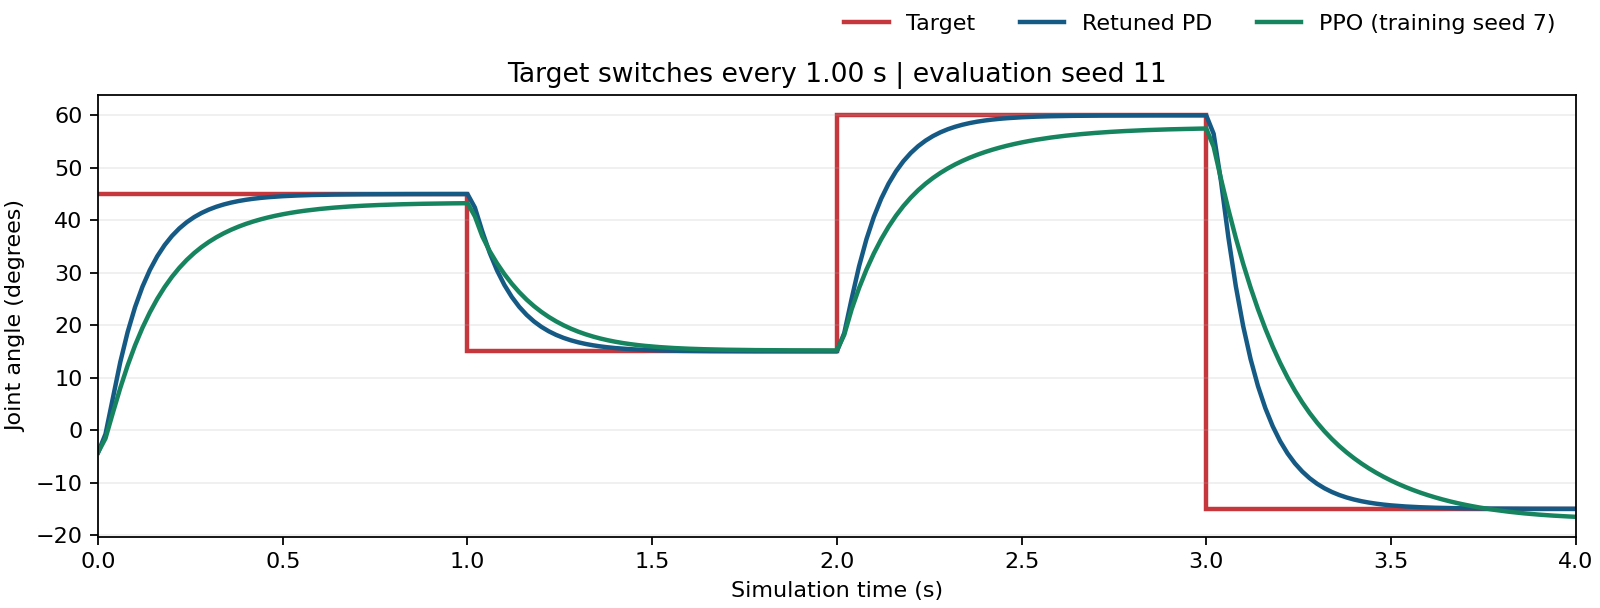 Target Retuned PD PPO (training seed 7)
Target switches every 1.00 s | evaluation seed 11
60
50
40
30
20
10
0
−10
−20
Joint angle (degrees)
0.0 0.5 1.0 1.5 2.0 2.5 3.0 3.5 4.0
Simulation time (s)